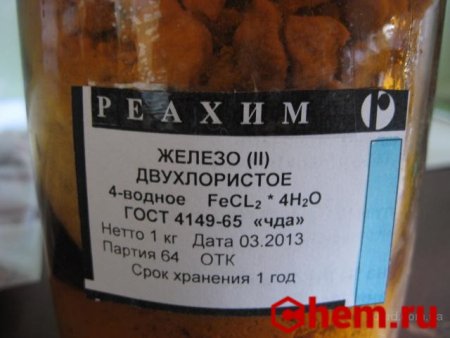 РЕАХИМ
ЖЕЛЕЗО (II)
ДВУХЛОРИСТОЕ
4-водное FeCL₂ * 4H₂O
ГОСТ 4149-65 «чда»
Нетто 1 кг Дата 03.2013
Партия 64 ОТК
Срок хранения 1 год
chem.ru